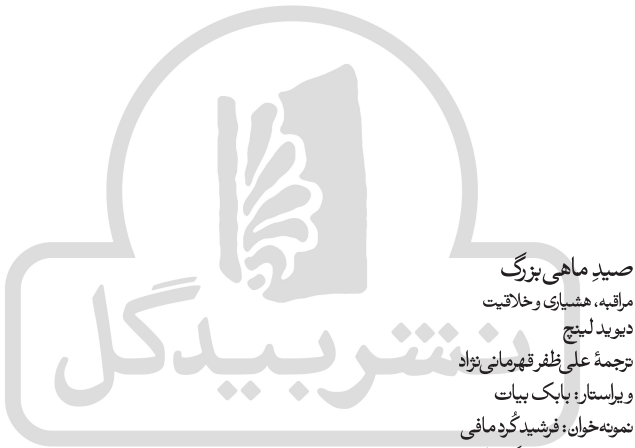 صیدِ ماهی بزرگ
مراقبه، هشیاری و خلاقیت
دیوید لینچ
ترجمهٔ علی ظفر قهرمانی‌نژاد
ویراستار: بابک بیات
نمونه‌خوان: فرشید کُردمافی
نشر بیدگل